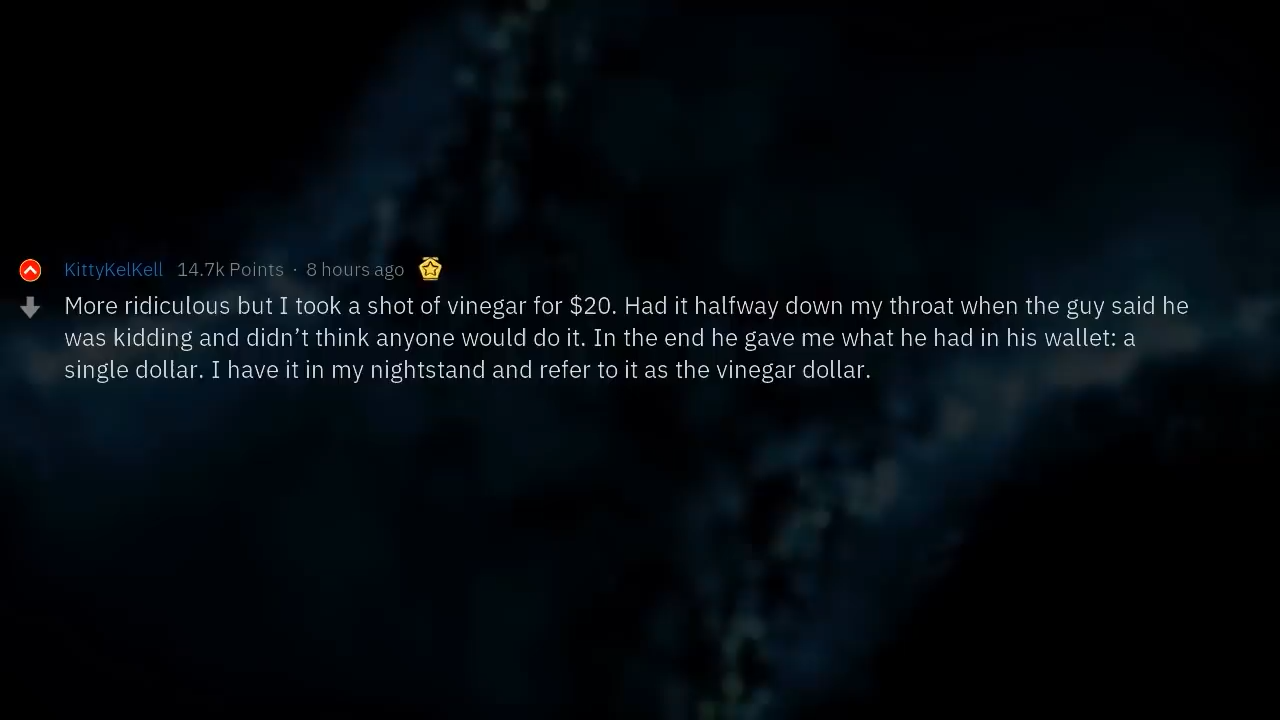 KittyKelKell 14.7k Points · 8 hours ago
More ridiculous but I took a shot of vinegar for $20. Had it halfway down my throat when the guy said he
was kidding and didn’t think anyone would do it. In the end he gave me what he had in his wallet: a
single dollar. I have it in my nightstand and refer to it as the vinegar dollar.